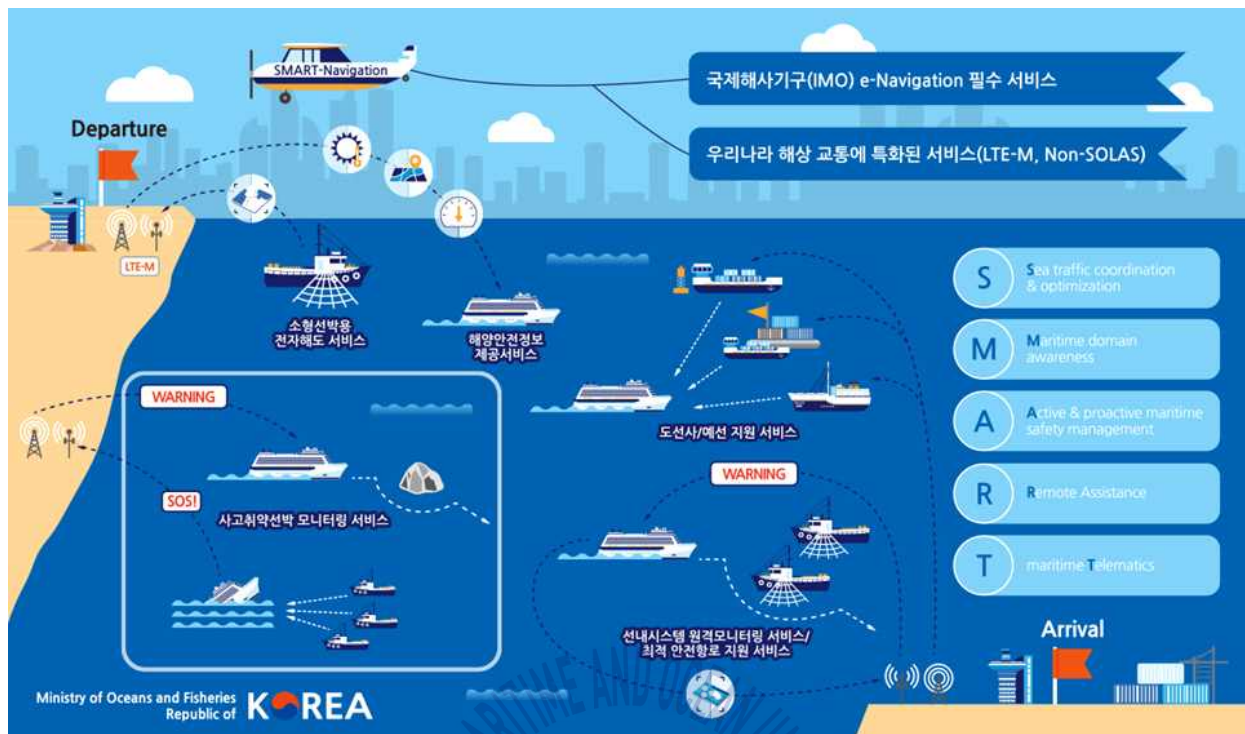 SMART-Navigation
국제해사기구(IMO) e-Navigation 필수 서비스
우리나라 해상 교통에 특화된 서비스(LTE-M, Non-SOLAS)
Departure
LTE-M
소형선박용
전자해도 서비스
해양안전정보
제공서비스
도선사/예선 지원 서비스
S
Sea traffic coordination
& optimization
M
Maritime domain
awareness
A
Active & proactive maritime
safety management
R
Remote Assistance
T
maritime Telematics
WARNING
SOS!
사고취약선박 모니터링 서비스
WARNING
선내시스템 원격모니터링 서비스/
최적 안전항로 지원 서비스
Arrival
Ministry of Oceans and Fisheries
Republic of KOREA
MARITIME AND OCEAN